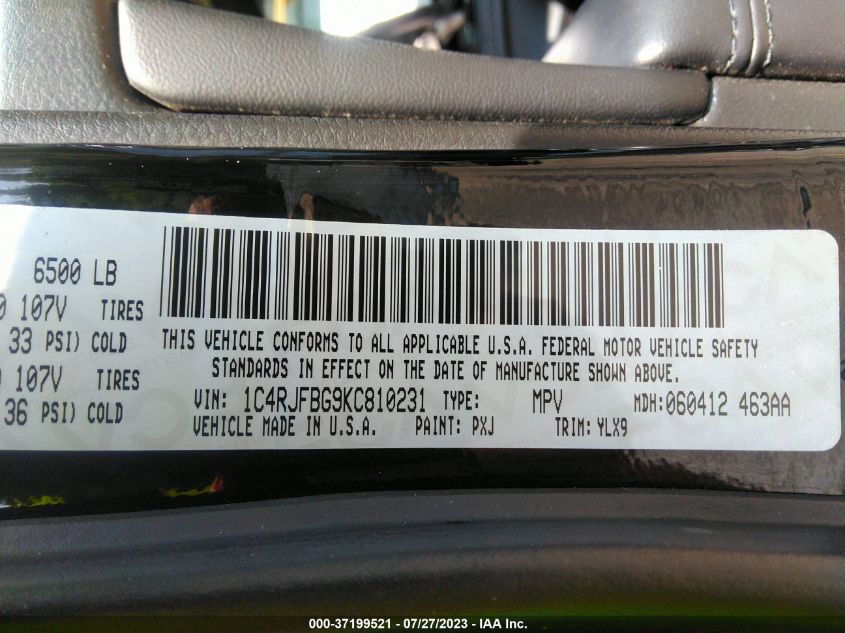 6500 LB
0 107V TIRES
33 PSI) COLD
107V TIRES
36 PSI) COLD
THIS VEHICLE CONFORMS TO ALL APPLICABLE U.S.A. FEDERAL MOTOR VEHICLE SAFETY
STANDARDS IN EFFECT ON THE DATE OF MANUFACTURE SHOWN ABOVE.
VIN: 1C4RJFBG9KC810231 TYPE: MPV MDH: 060412 463AA
VEHICLE MADE IN U.S.A. PAINT: PXJ TRIM: YLX9
000-37199521 - 07/27/2023 - IAA Inc.